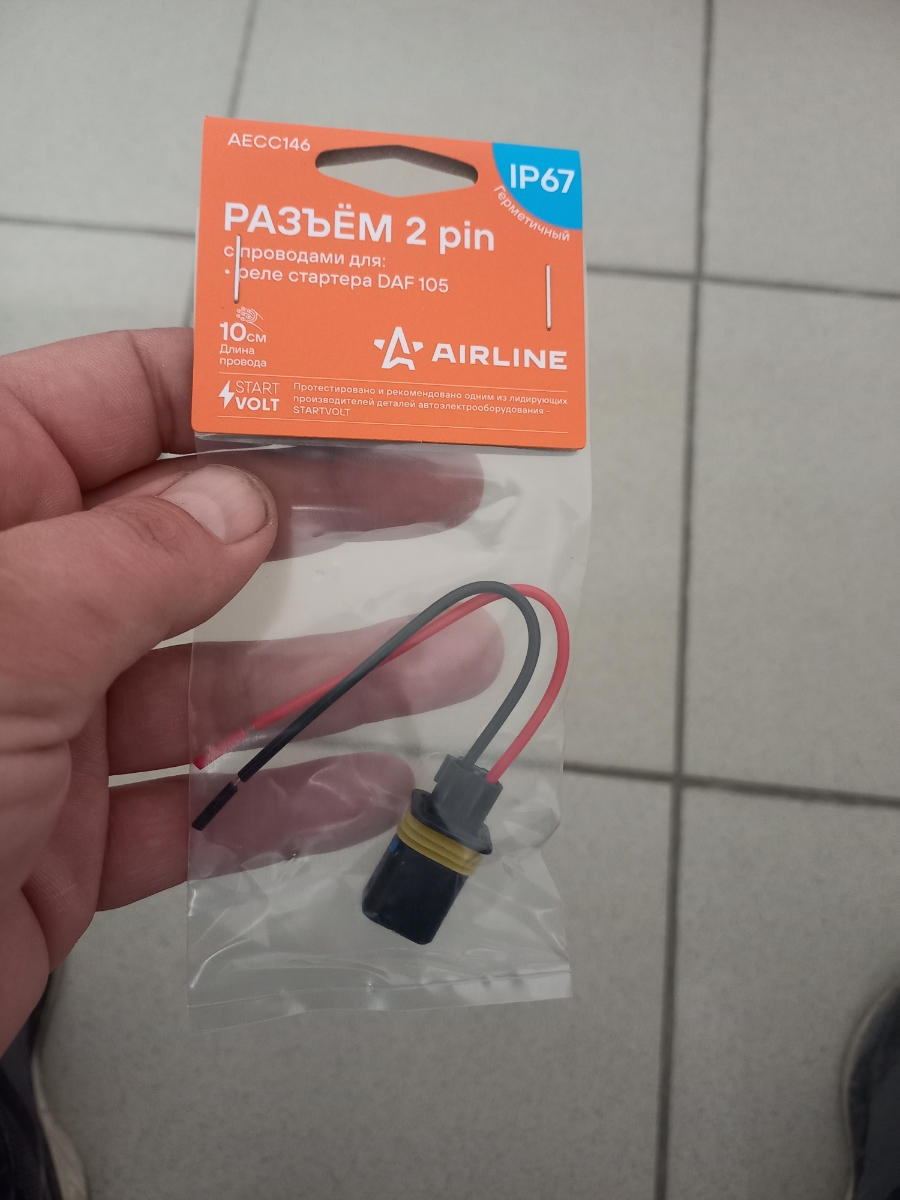 AECC146
IP67
Герметичный
РАЗЪЁМ 2 pin
с проводами для:
• реле стартера DAF 105
10см
Длина
провода
AIRLINE
START
VOLT
Протестировано и рекомендовано одним из лидирующих
производителей деталей автоэлектрооборудования –
STARTVOLT